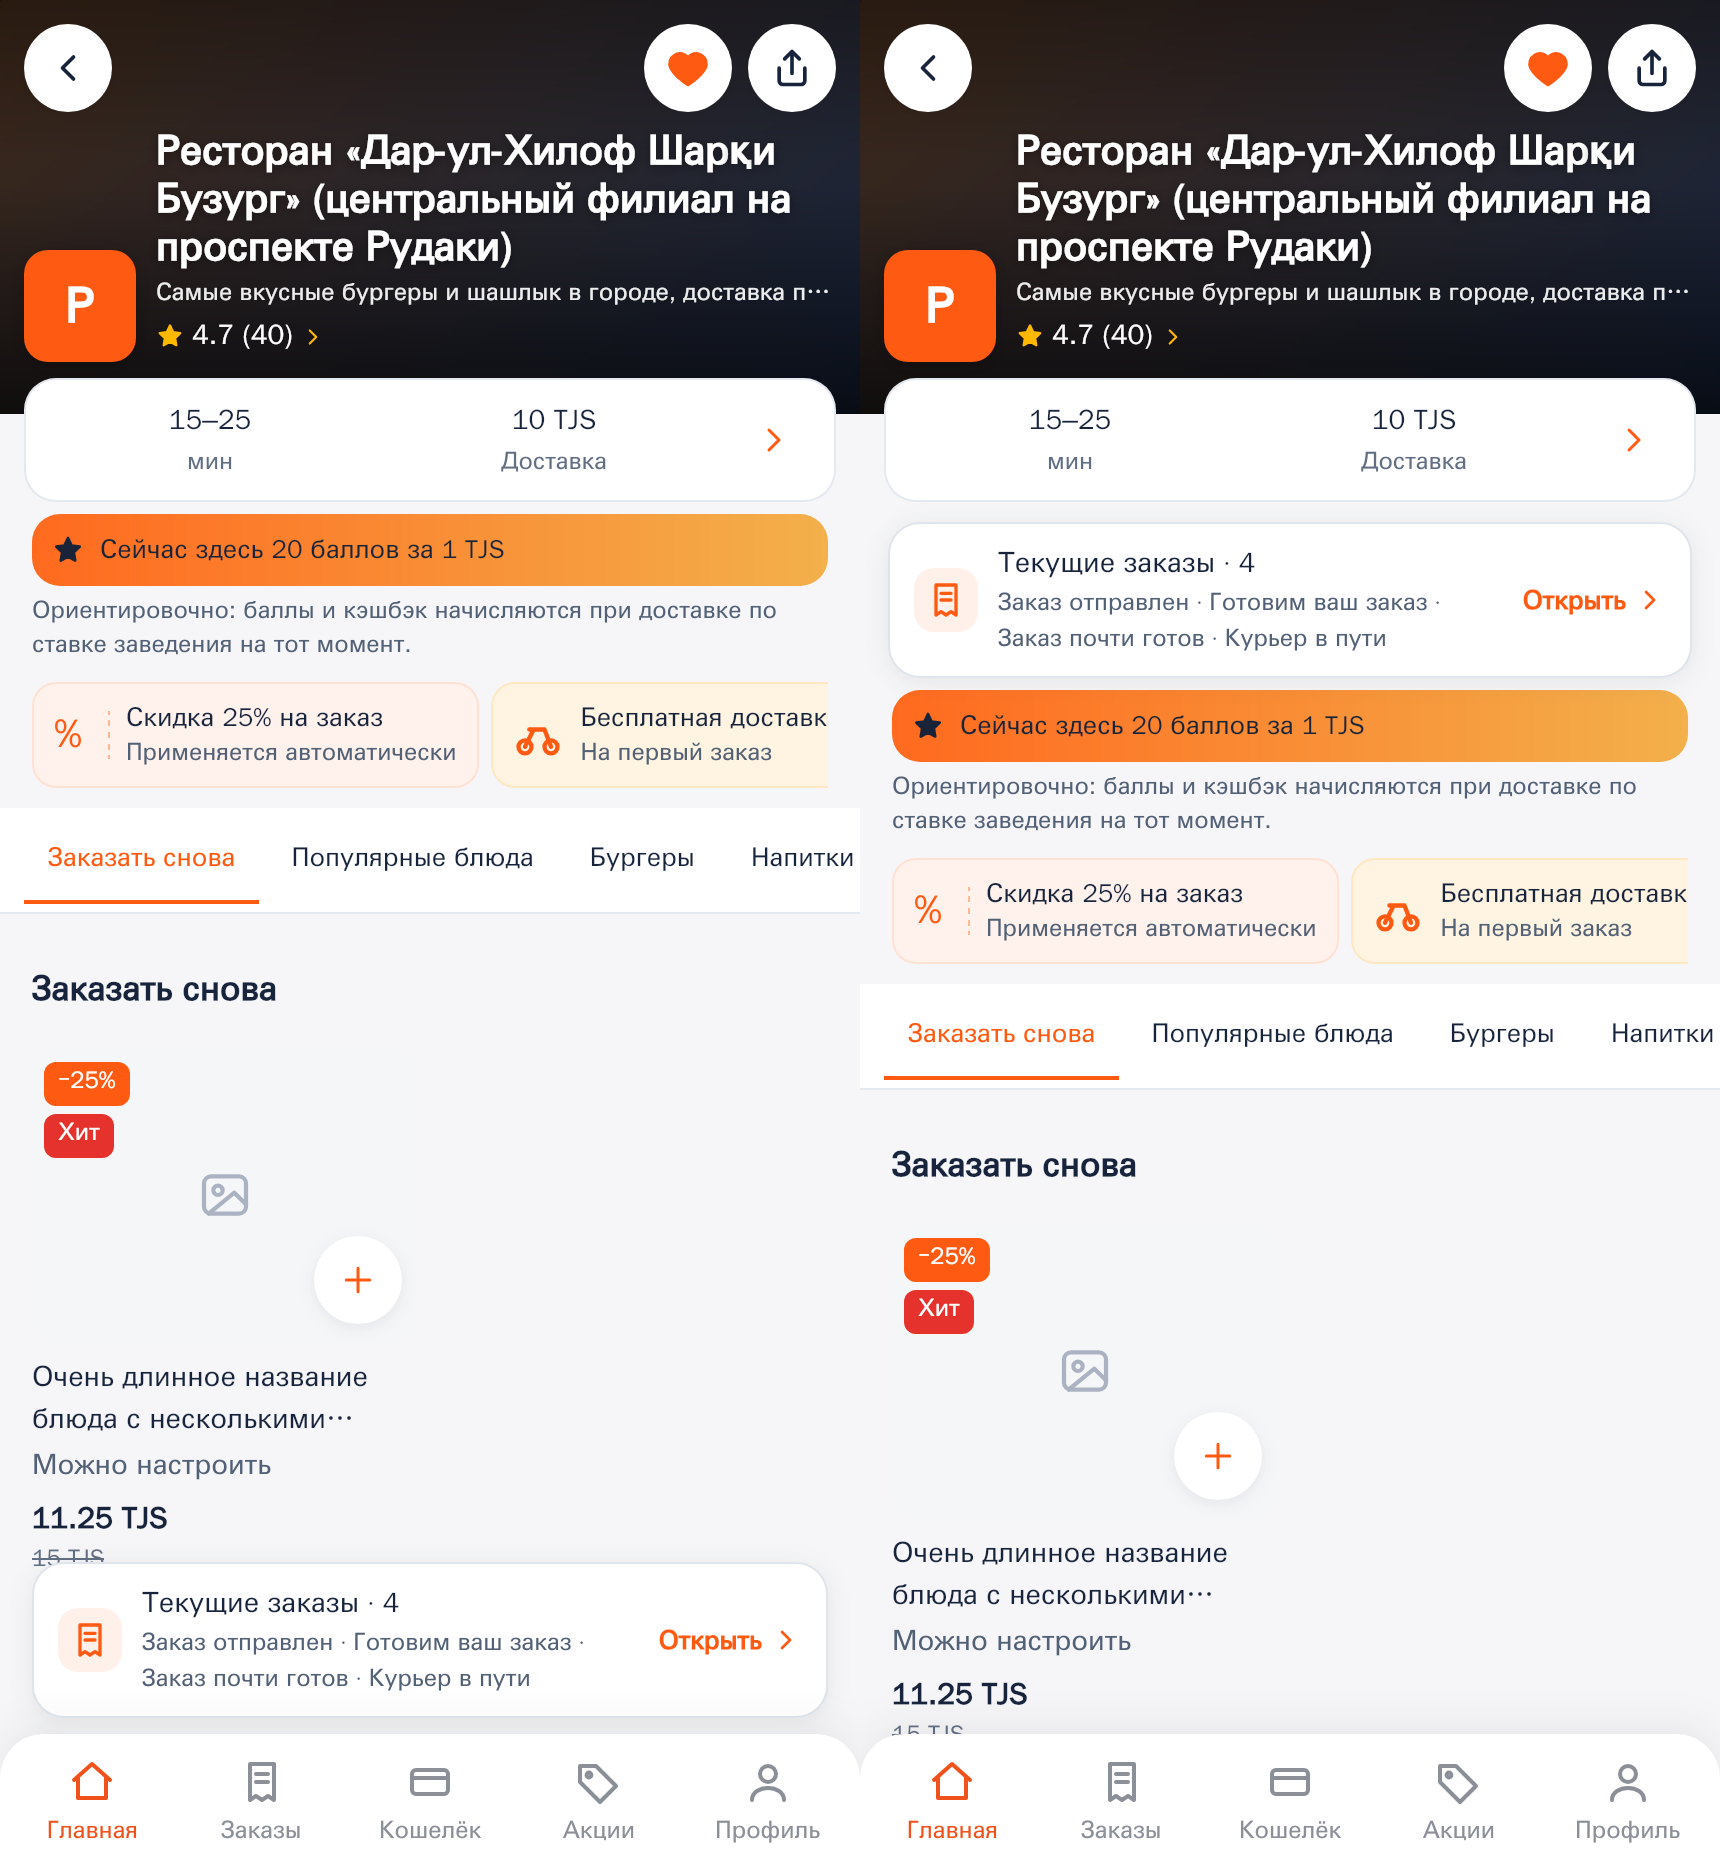 Ресторан «Дар-ул-Хилоф Шарқи
Бузург» (центральный филиал на
проспекте Рудаки)
Р
Самые вкусные бургеры и шашлык в городе, доставка п···
4.7 (40)
15–25
мин
10 TJS
Доставка
Сейчас здесь 20 баллов за 1 TJS
Ориентировочно: баллы и кэшбэк начисляются при доставке по
ставке заведения на тот момент.
%
Скидка 25% на заказ
Применяется автоматически
Бесплатная доставк
На первый заказ
Заказать снова
Популярные блюда
Бургеры
Напитки
Заказать снова
−25%
Хит
Очень длинное название
блюда с несколькими···
Можно настроить
11.25 TJS
15 TJS
Текущие заказы · 4
Заказ отправлен · Готовим ваш заказ ·
Заказ почти готов · Курьер в пути
Открыть
Главная
Заказы
Кошелёк
Акции
Профиль
Ресторан «Дар-ул-Хилоф Шарқи
Бузург» (центральный филиал на
проспекте Рудаки)
Р
Самые вкусные бургеры и шашлык в городе, доставка п···
4.7 (40)
15–25
мин
10 TJS
Доставка
Текущие заказы · 4
Заказ отправлен · Готовим ваш заказ ·
Заказ почти готов · Курьер в пути
Открыть
Сейчас здесь 20 баллов за 1 TJS
Ориентировочно: баллы и кэшбэк начисляются при доставке по
ставке заведения на тот момент.
%
Скидка 25% на заказ
Применяется автоматически
Бесплатная доставк
На первый заказ
Заказать снова
Популярные блюда
Бургеры
Напитки
Заказать снова
−25%
Хит
Очень длинное название
блюда с несколькими···
Можно настроить
11.25 TJS
15 TJS
Главная
Заказы
Кошелёк
Акции
Профиль